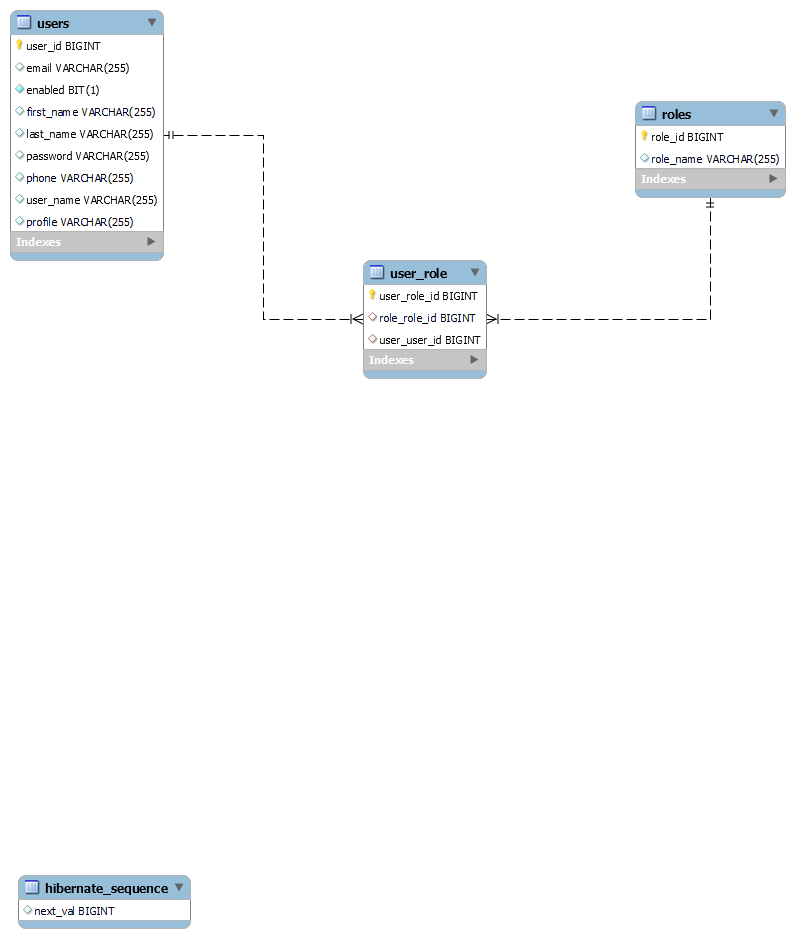 users
user_id BIGINT
email VARCHAR(255)
enabled BIT(1)
first_name VARCHAR(255)
last_name VARCHAR(255)
password VARCHAR(255)
phone VARCHAR(255)
user_name VARCHAR(255)
profile VARCHAR(255)
Indexes
roles
role_id BIGINT
role_name VARCHAR(255)
Indexes
user_role
user_role_id BIGINT
role_role_id BIGINT
user_user_id BIGINT
Indexes
hibernate_sequence
next_val BIGINT